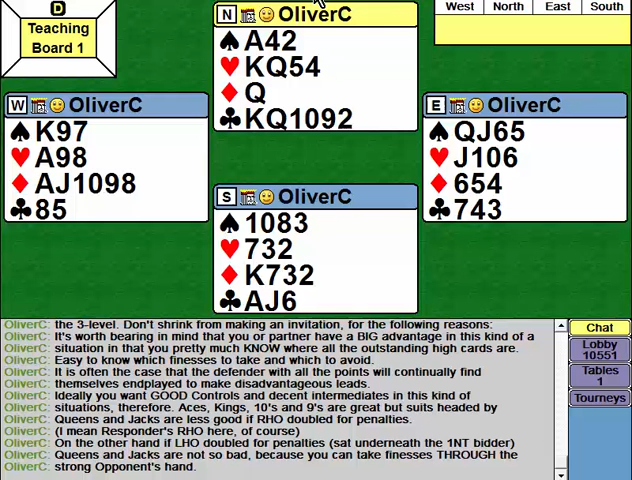 D
Teaching
Board 1
N OliverC
♠A42
♥KQ54
♦Q
♣KQ1092
West North East South
W OliverC
♠K97
♥A98
♦AJ1098
♣85
E OliverC
♠QJ65
♥J106
♦654
♣743
S OliverC
♠1083
♥732
♦K732
♣AJ6
OliverC: the 3-level. Don't shrink from making an invitation, for the following reasons:
OliverC: It's worth bearing in mind that you or partner have a BIG advantage in this kind of a
OliverC: situation in that you pretty much KNOW where all the outstanding high cards are.
OliverC: Easy to know which finesses to take and which to avoid.
OliverC: It is often the case that the defender with all the points will continually find
OliverC: themselves endplayed to make disadvantageous leads.
OliverC: Ideally you want GOOD Controls and decent intermediates in this kind of
OliverC: situations, therefore. Aces, Kings, 10's and 9's are great but suits headed by
OliverC: Queens and Jacks are less good if RHO doubled for penalties.
OliverC: (I mean Responder's RHO here, of course)
OliverC: On the other hand if LHO doubled for penalties (sat underneath the 1NT bidder)
OliverC: Queens and Jacks are not so bad, because you can take finesses THROUGH the
OliverC: strong Opponent's hand.
Chat
Lobby
10551
Tables
1
Tourneys